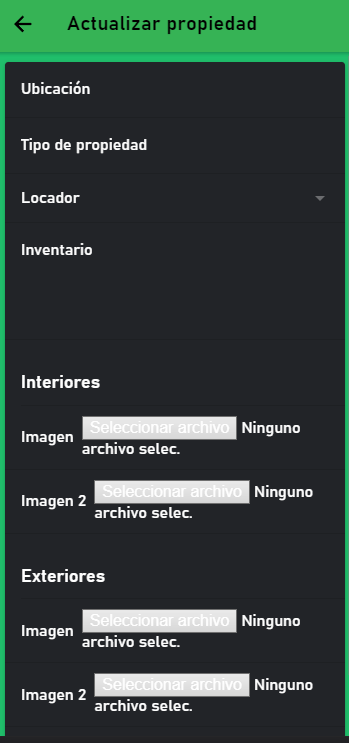 Actualizar propiedad
Ubicación
Tipo de propiedad
Locador
Inventario
Interiores
Imagen Seleccionar archivo Ninguno
archivo selec.
Imagen 2 Seleccionar archivo Ninguno
archivo selec.
Exteriores
Imagen Seleccionar archivo Ninguno
archivo selec.
Imagen 2 Seleccionar archivo Ninguno
archivo selec.